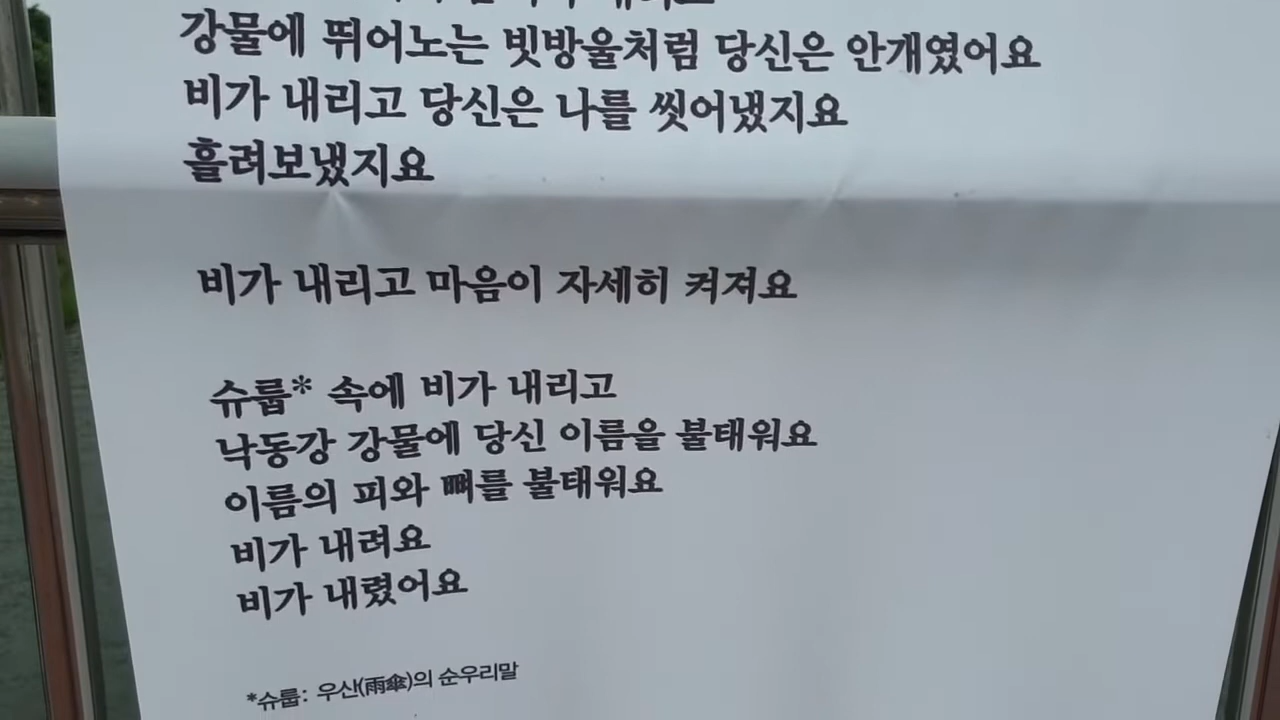 강물에 뛰어노는 빗방울처럼 당신은 안개였어요
비가 내리고 당신은 나를 씻어냈지요
흘려보냈지요
비가 내리고 마음이 자세히 켜져요
슈룹* 속에 비가 내리고
낙동강 강물에 당신 이름을 불태워요
이름의 피와 뼈를 불태워요
비가 내려요
비가 내렸어요
*슈룹: 우산(雨傘)의 순우리말